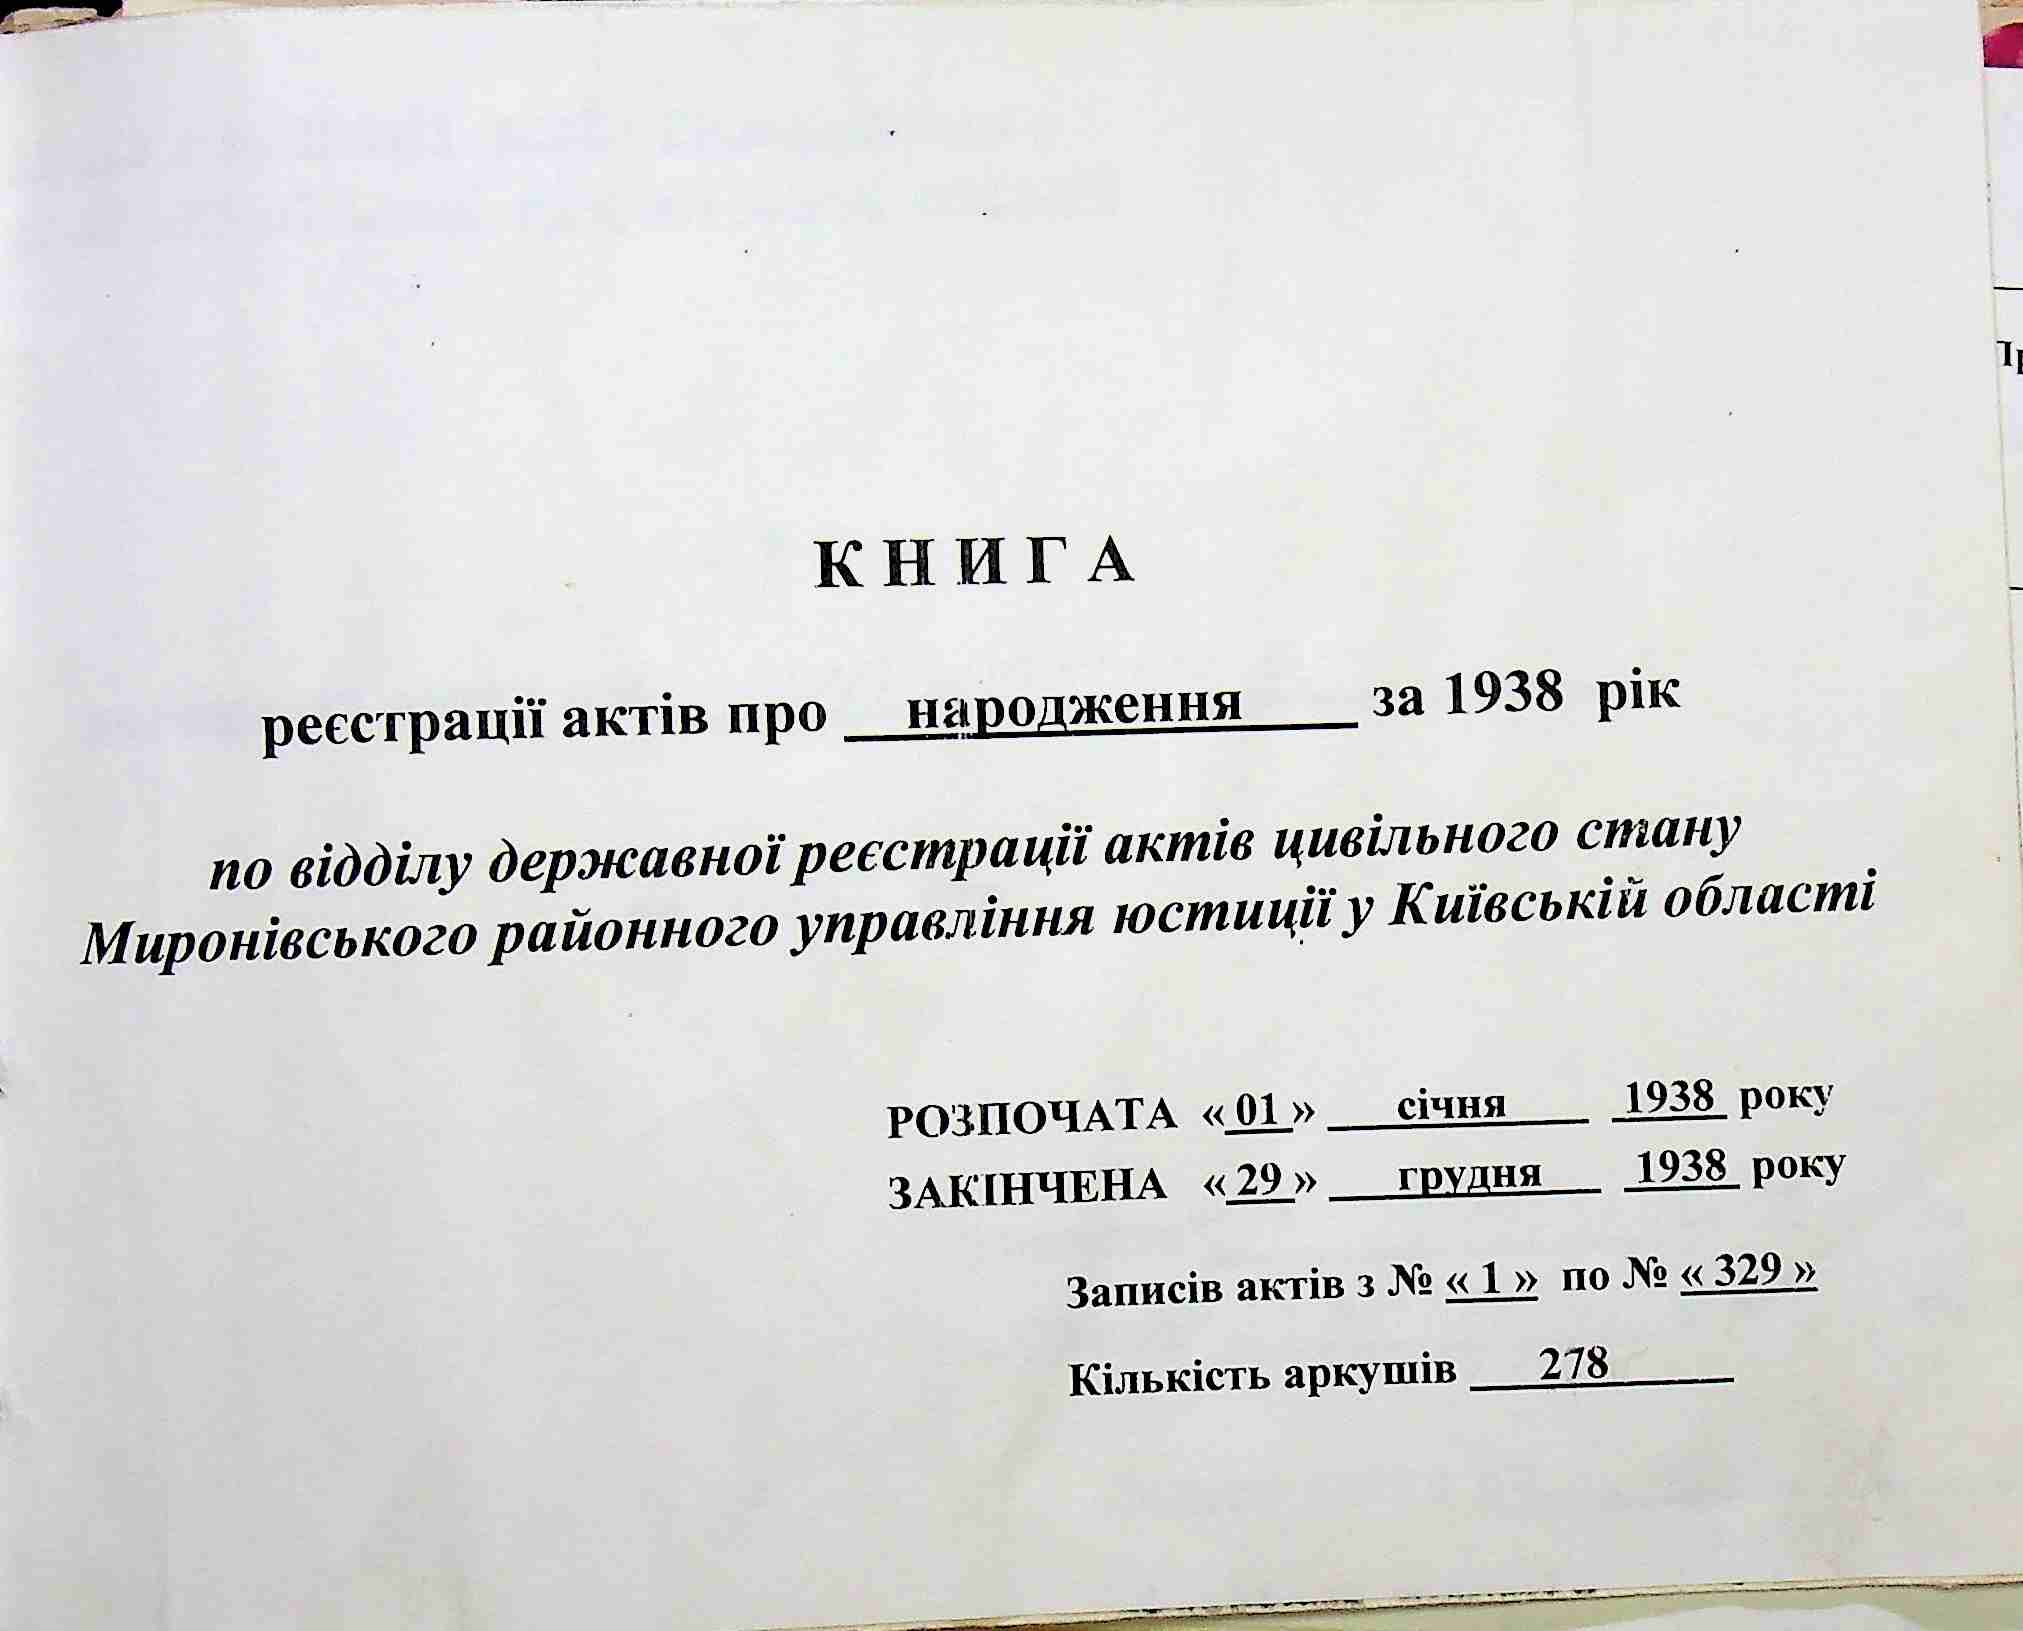 К Н И Г А
реєстрації актів про народження за 1938 рік
по відділу державної реєстрації актів цивільного стану
Миронівського районного управління юстиції у Київській області
РОЗПОЧАТА « 01 » січня 1938 року
ЗАКІНЧЕНА « 29 » грудня 1938 року
Записів актів з № « 1 » по № « 329 »
Кількість аркушів 278